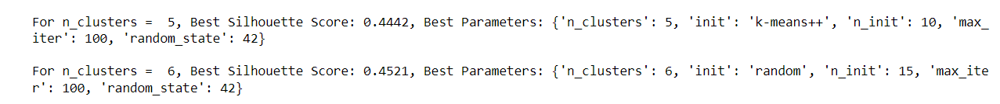 For n_clusters =  5, Best Silhouette Score: 0.4442, Best Parameters: {'n_clusters': 5, 'init': 'k-means++', 'n_init': 10, 'max_
iter': 100, 'random_state': 42}
For n_clusters =  6, Best Silhouette Score: 0.4521, Best Parameters: {'n_clusters': 6, 'init': 'random', 'n_init': 15, 'max_ite
r': 100, 'random_state': 42}